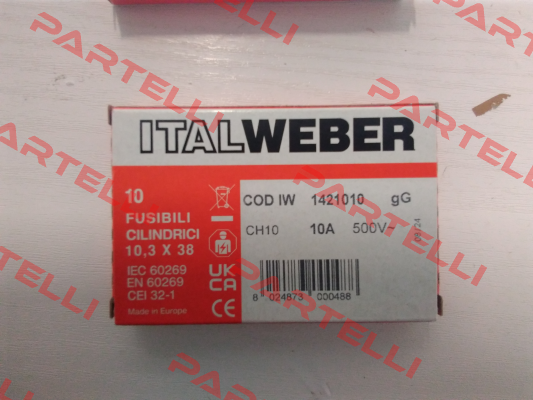 PARTELLI
ITALWEBER
10
FUSIBILI
CILINDRICI
10,3 X 38
IEC 60269
EN 60269
CEI 32-1
Made in Europe
UK
CA
CE
COD IW 1421010 gG
CH10 10A 500V~
8 024873 000488